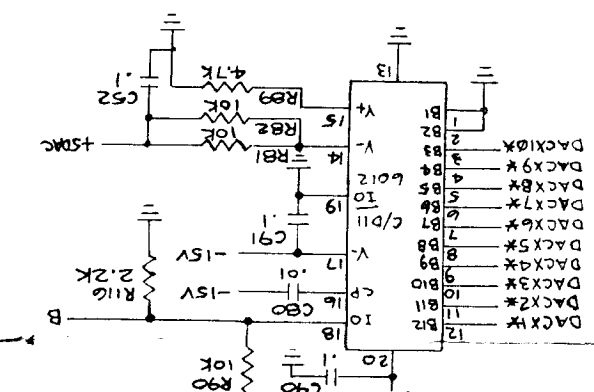 13
4.7K
.1
C52
R89
15
V+
B1
1
10K
R82
B2
2
10K
+5DAC
R81
14
V-
B3
3
DACX10*
6012
B4
4
DACX9*
B5
5
DACX8*
19
IO
B6
6
DACX7*
.1
C91
C/D11
B7
7
DACX6*
-15V
17
V-
B8
8
DACX5*
2.2K
R116
.01
B9
9
DACX4*
-15V
C80
16
CP
B10
10
DACX3*
B11
11
DACX2*
B
18
IO
B12
12
DACX1*
10K
R90
.1
20